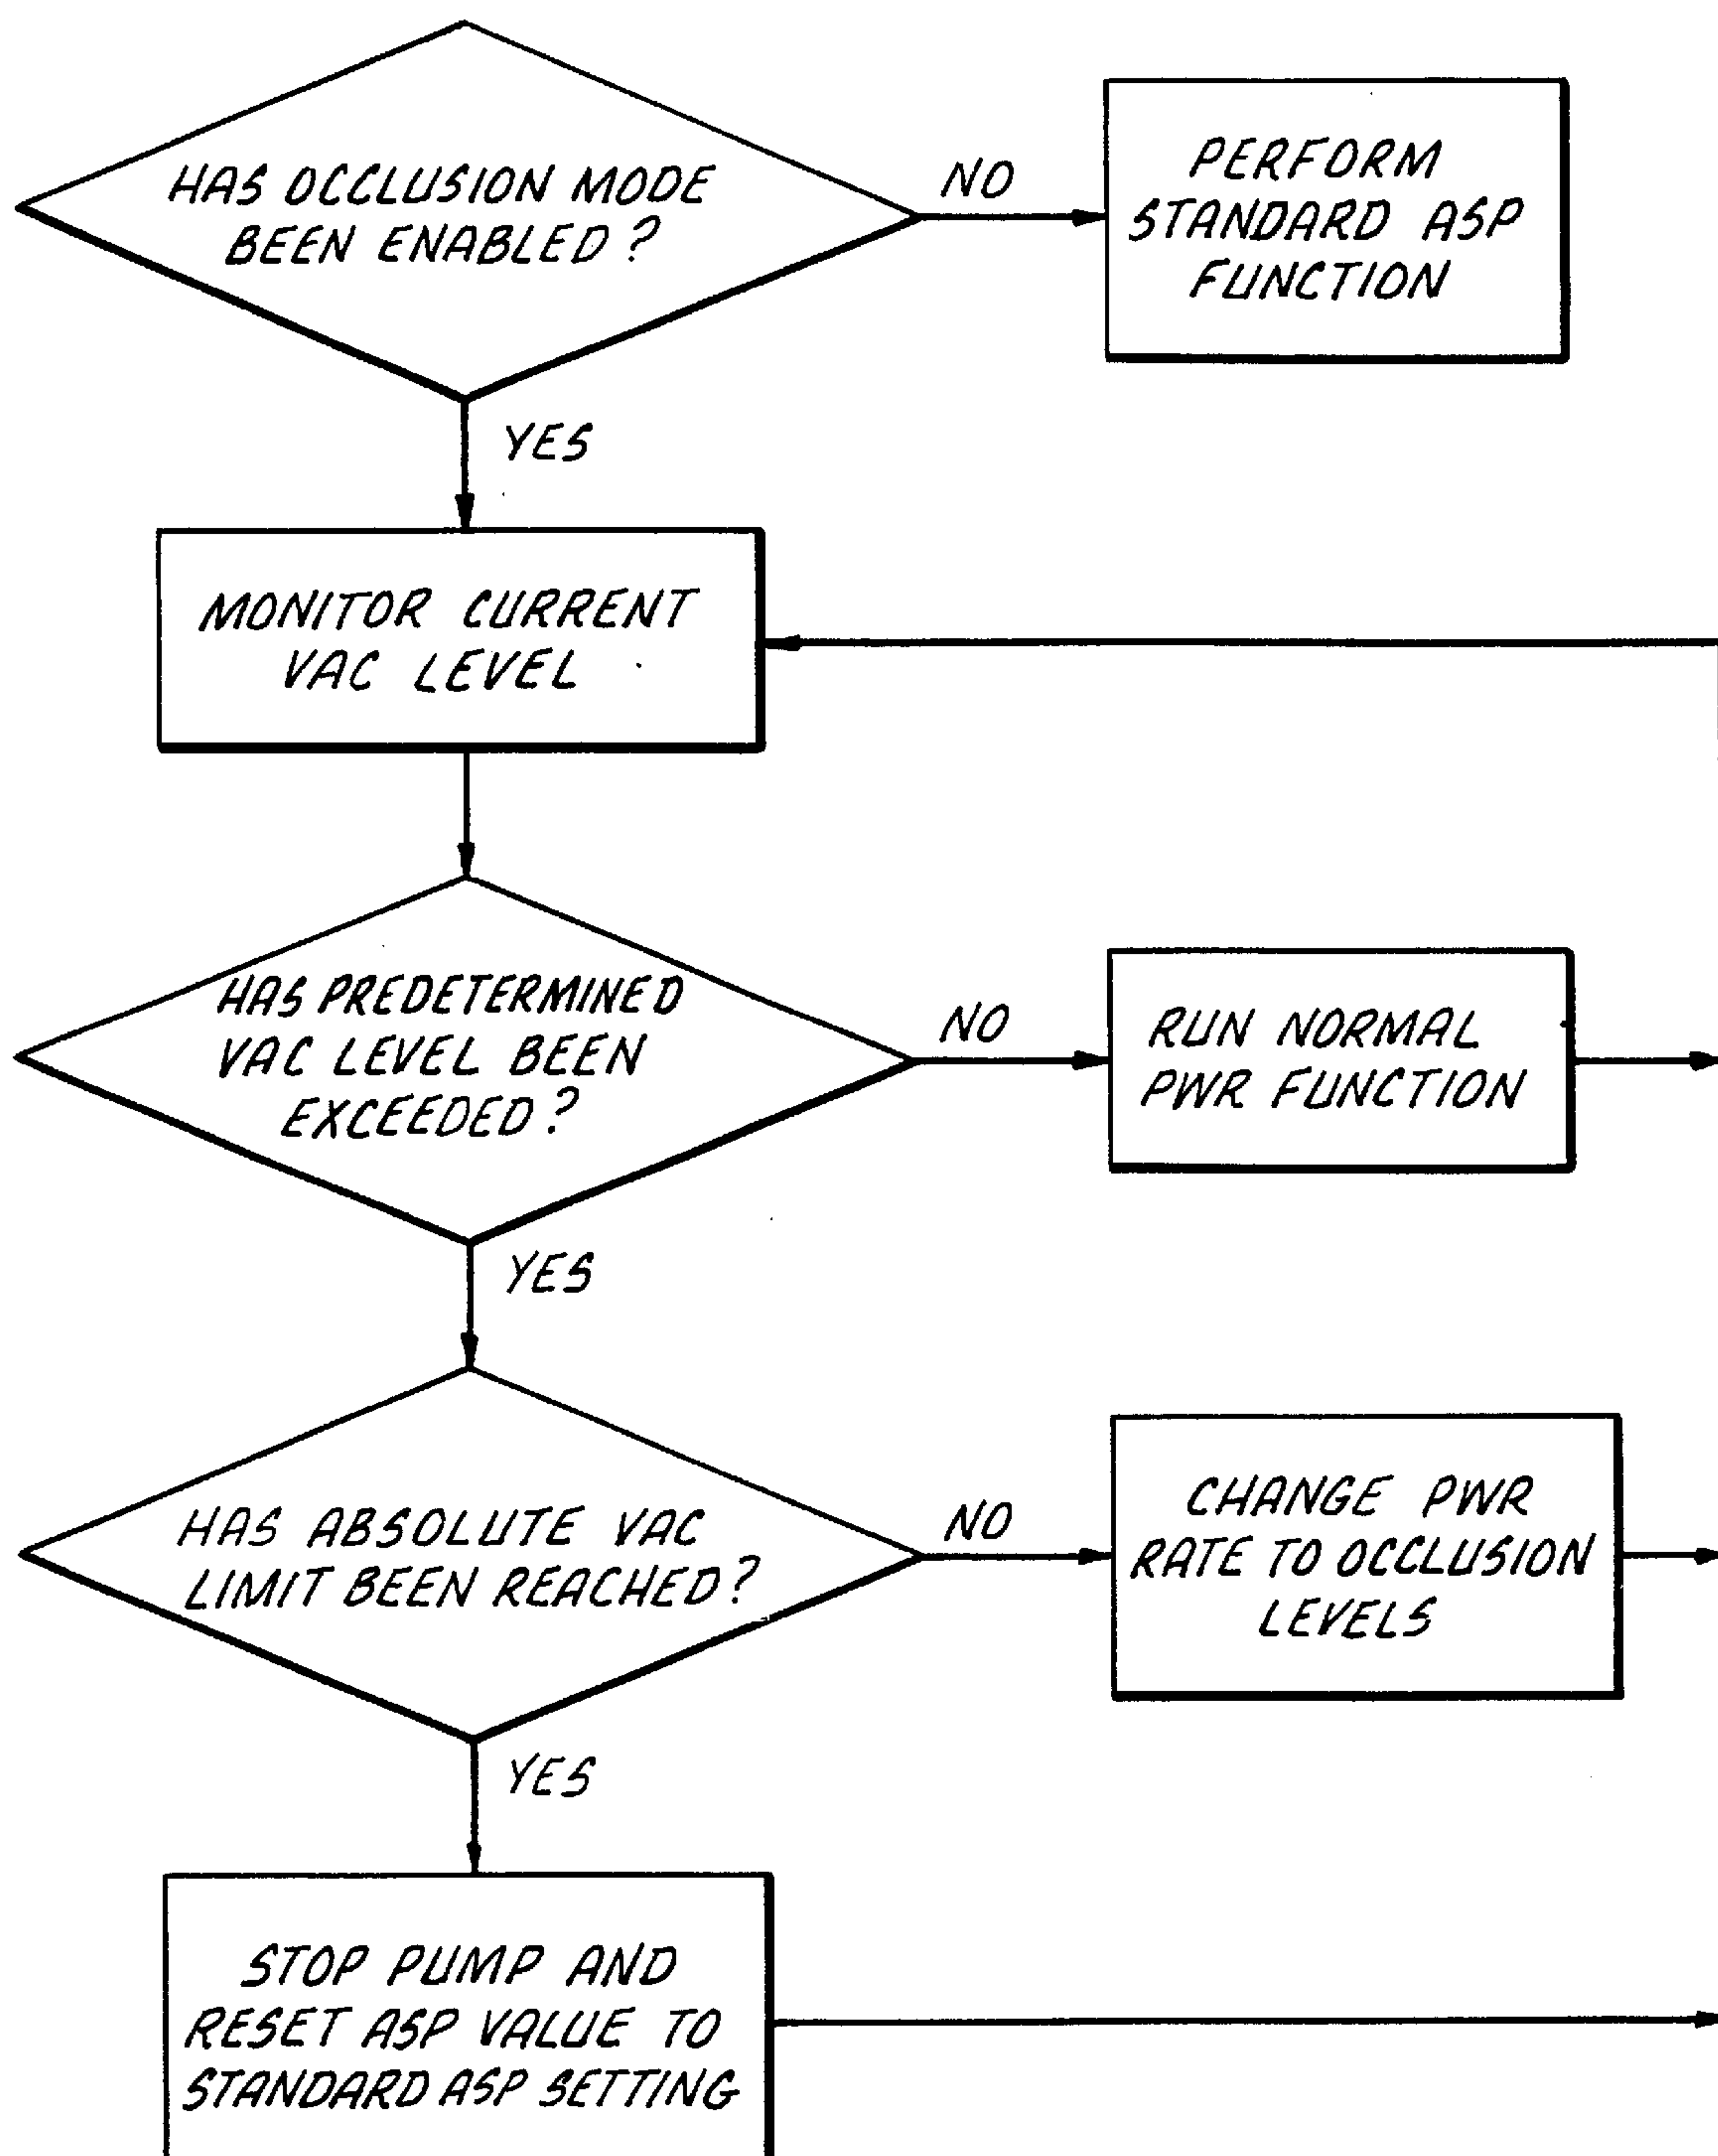 HAS OCCLUSION MODE
BEEN ENABLED?
NO
PERFORM
STANDARD ASP
FUNCTION
YES
MONITOR CURRENT
VAC LEVEL
HAS PREDETERMINED
VAC LEVEL BEEN
EXCEEDED?
NO
RUN NORMAL
PWR FUNCTION
YES
HAS ABSOLUTE VAC
LIMIT BEEN REACHED?
NO
CHANGE PWR
RATE TO OCCLUSION
LEVELS
YES
STOP PUMP AND
RESET ASP VALUE TO
STANDARD ASP SETTING